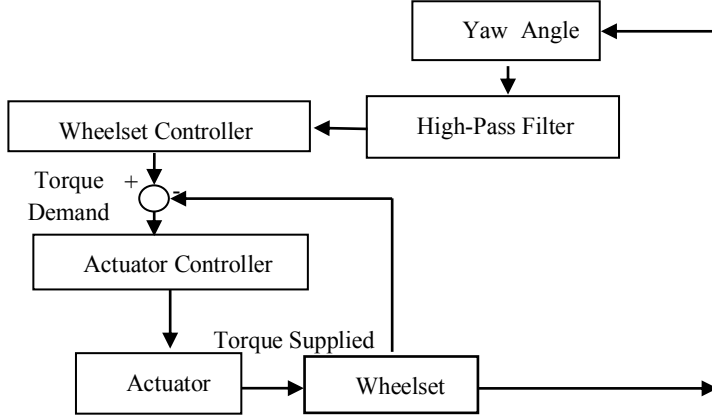 Yaw Angle
High-Pass Filter
Wheelset Controller
+
-
Torque
Demand
Actuator Controller
Torque Supplied
Actuator
Wheelset